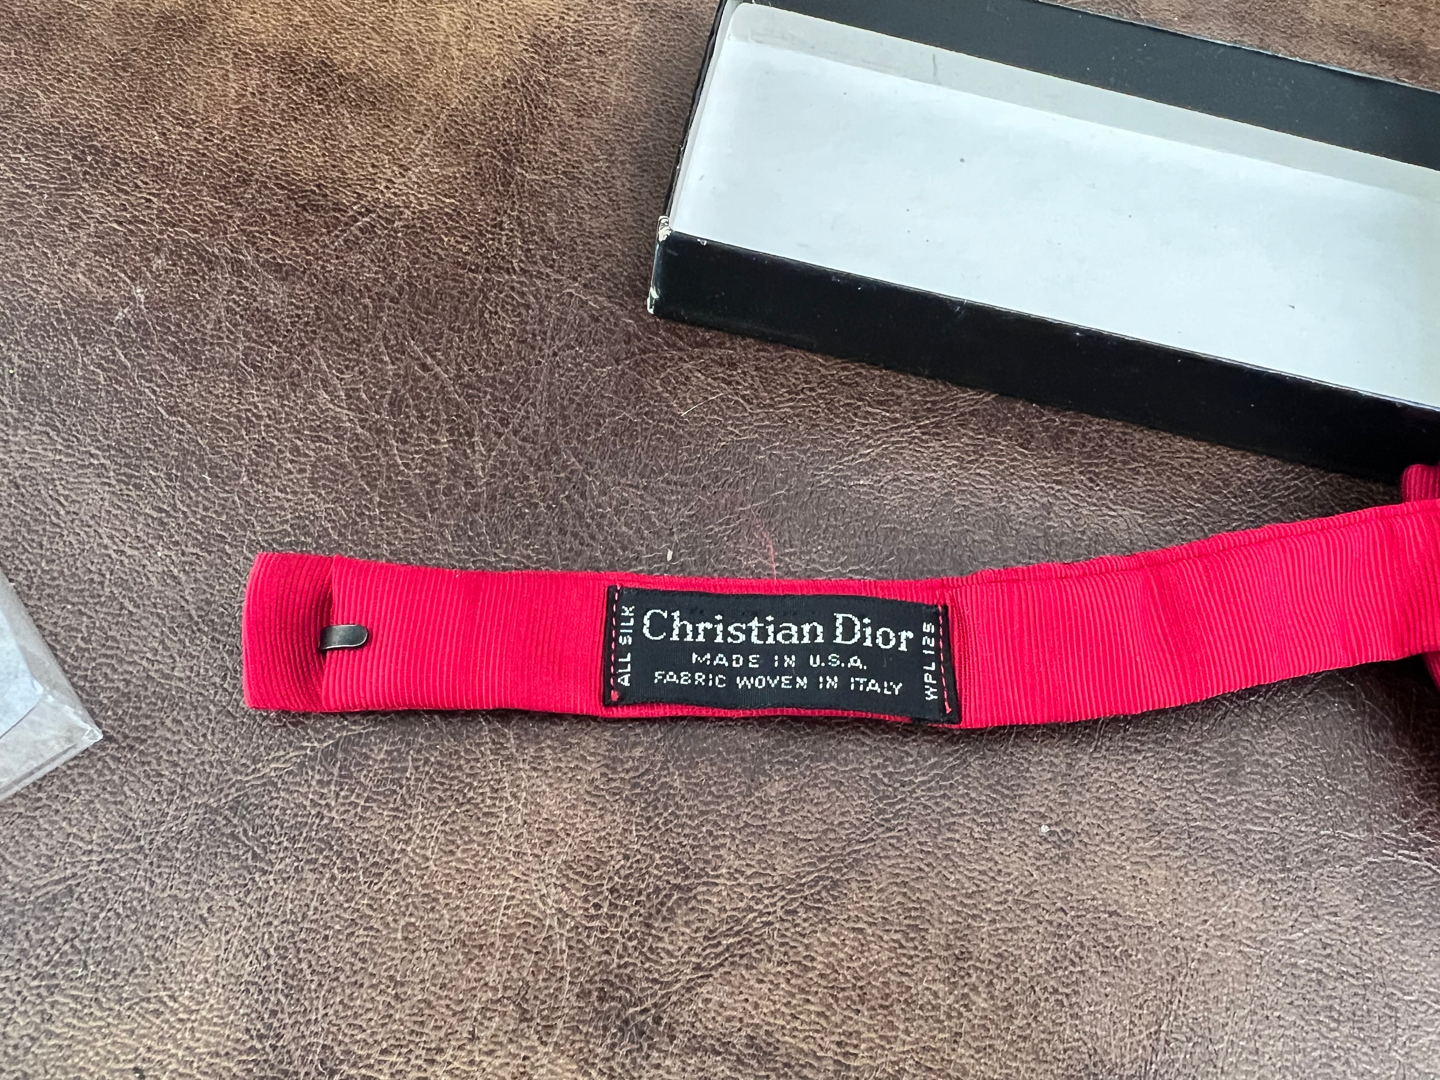 ALL SILK
Christian Dior
MADE IN U.S.A.
FABRIC WOVEN IN ITALY
WPL 125